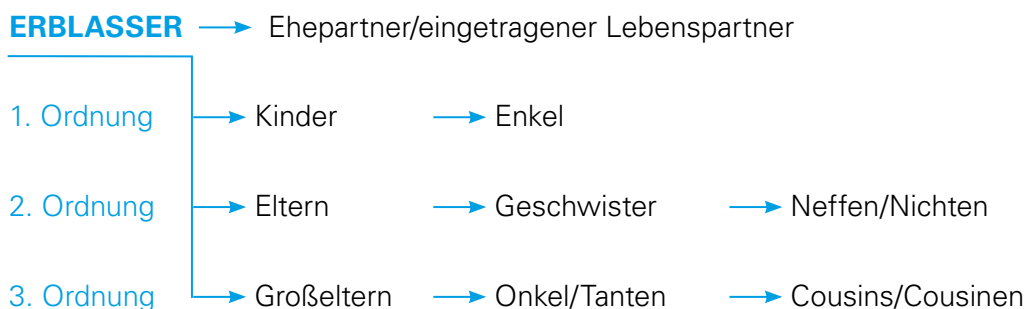 ERBLASSER Ehepartner/eingetragener Lebenspartner
1. Ordnung Kinder Enkel
2. Ordnung Eltern Geschwister Neffen/Nichten
3. Ordnung Großeltern Onkel/Tanten Cousins/Cousinen